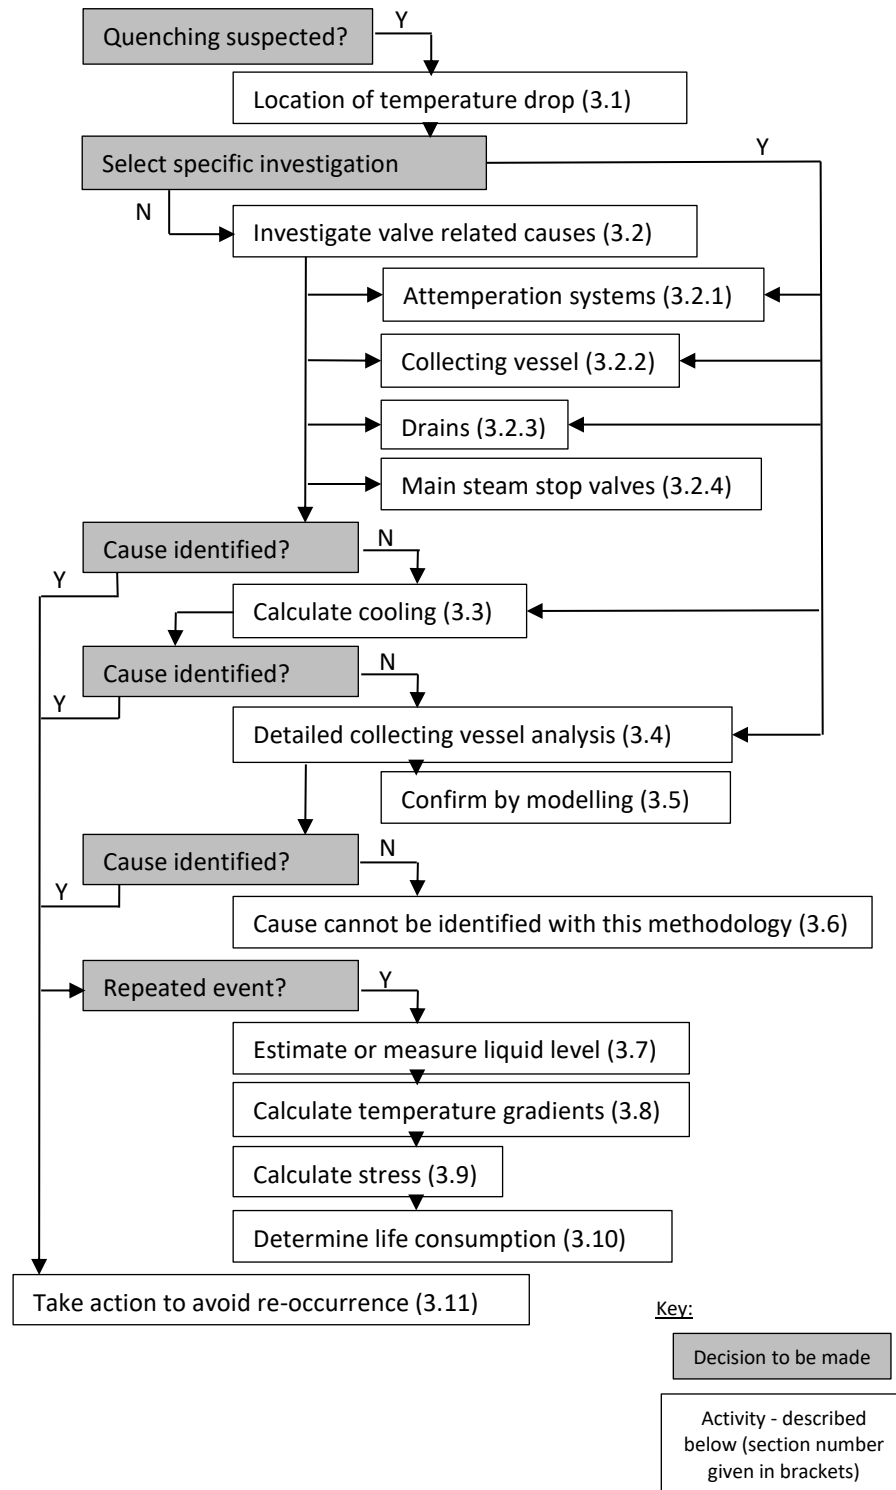 Quenching suspected?
Y
Location of temperature drop (3.1)
Select specific investigation
Y
N
Investigate valve related causes (3.2)
Attemperation systems (3.2.1)
Collecting vessel (3.2.2)
Drains (3.2.3)
Main steam stop valves (3.2.4)
Cause identified?
N
Y
Calculate cooling (3.3)
Cause identified?
N
Y
Detailed collecting vessel analysis (3.4)
Confirm by modelling (3.5)
Cause identified?
N
Y
Cause cannot be identified with this methodology (3.6)
Repeated event?
Y
Estimate or measure liquid level (3.7)
Calculate temperature gradients (3.8)
Calculate stress (3.9)
Determine life consumption (3.10)
Take action to avoid re-occurrence (3.11)
Key:
Decision to be made
Activity - described
below (section number
given in brackets)